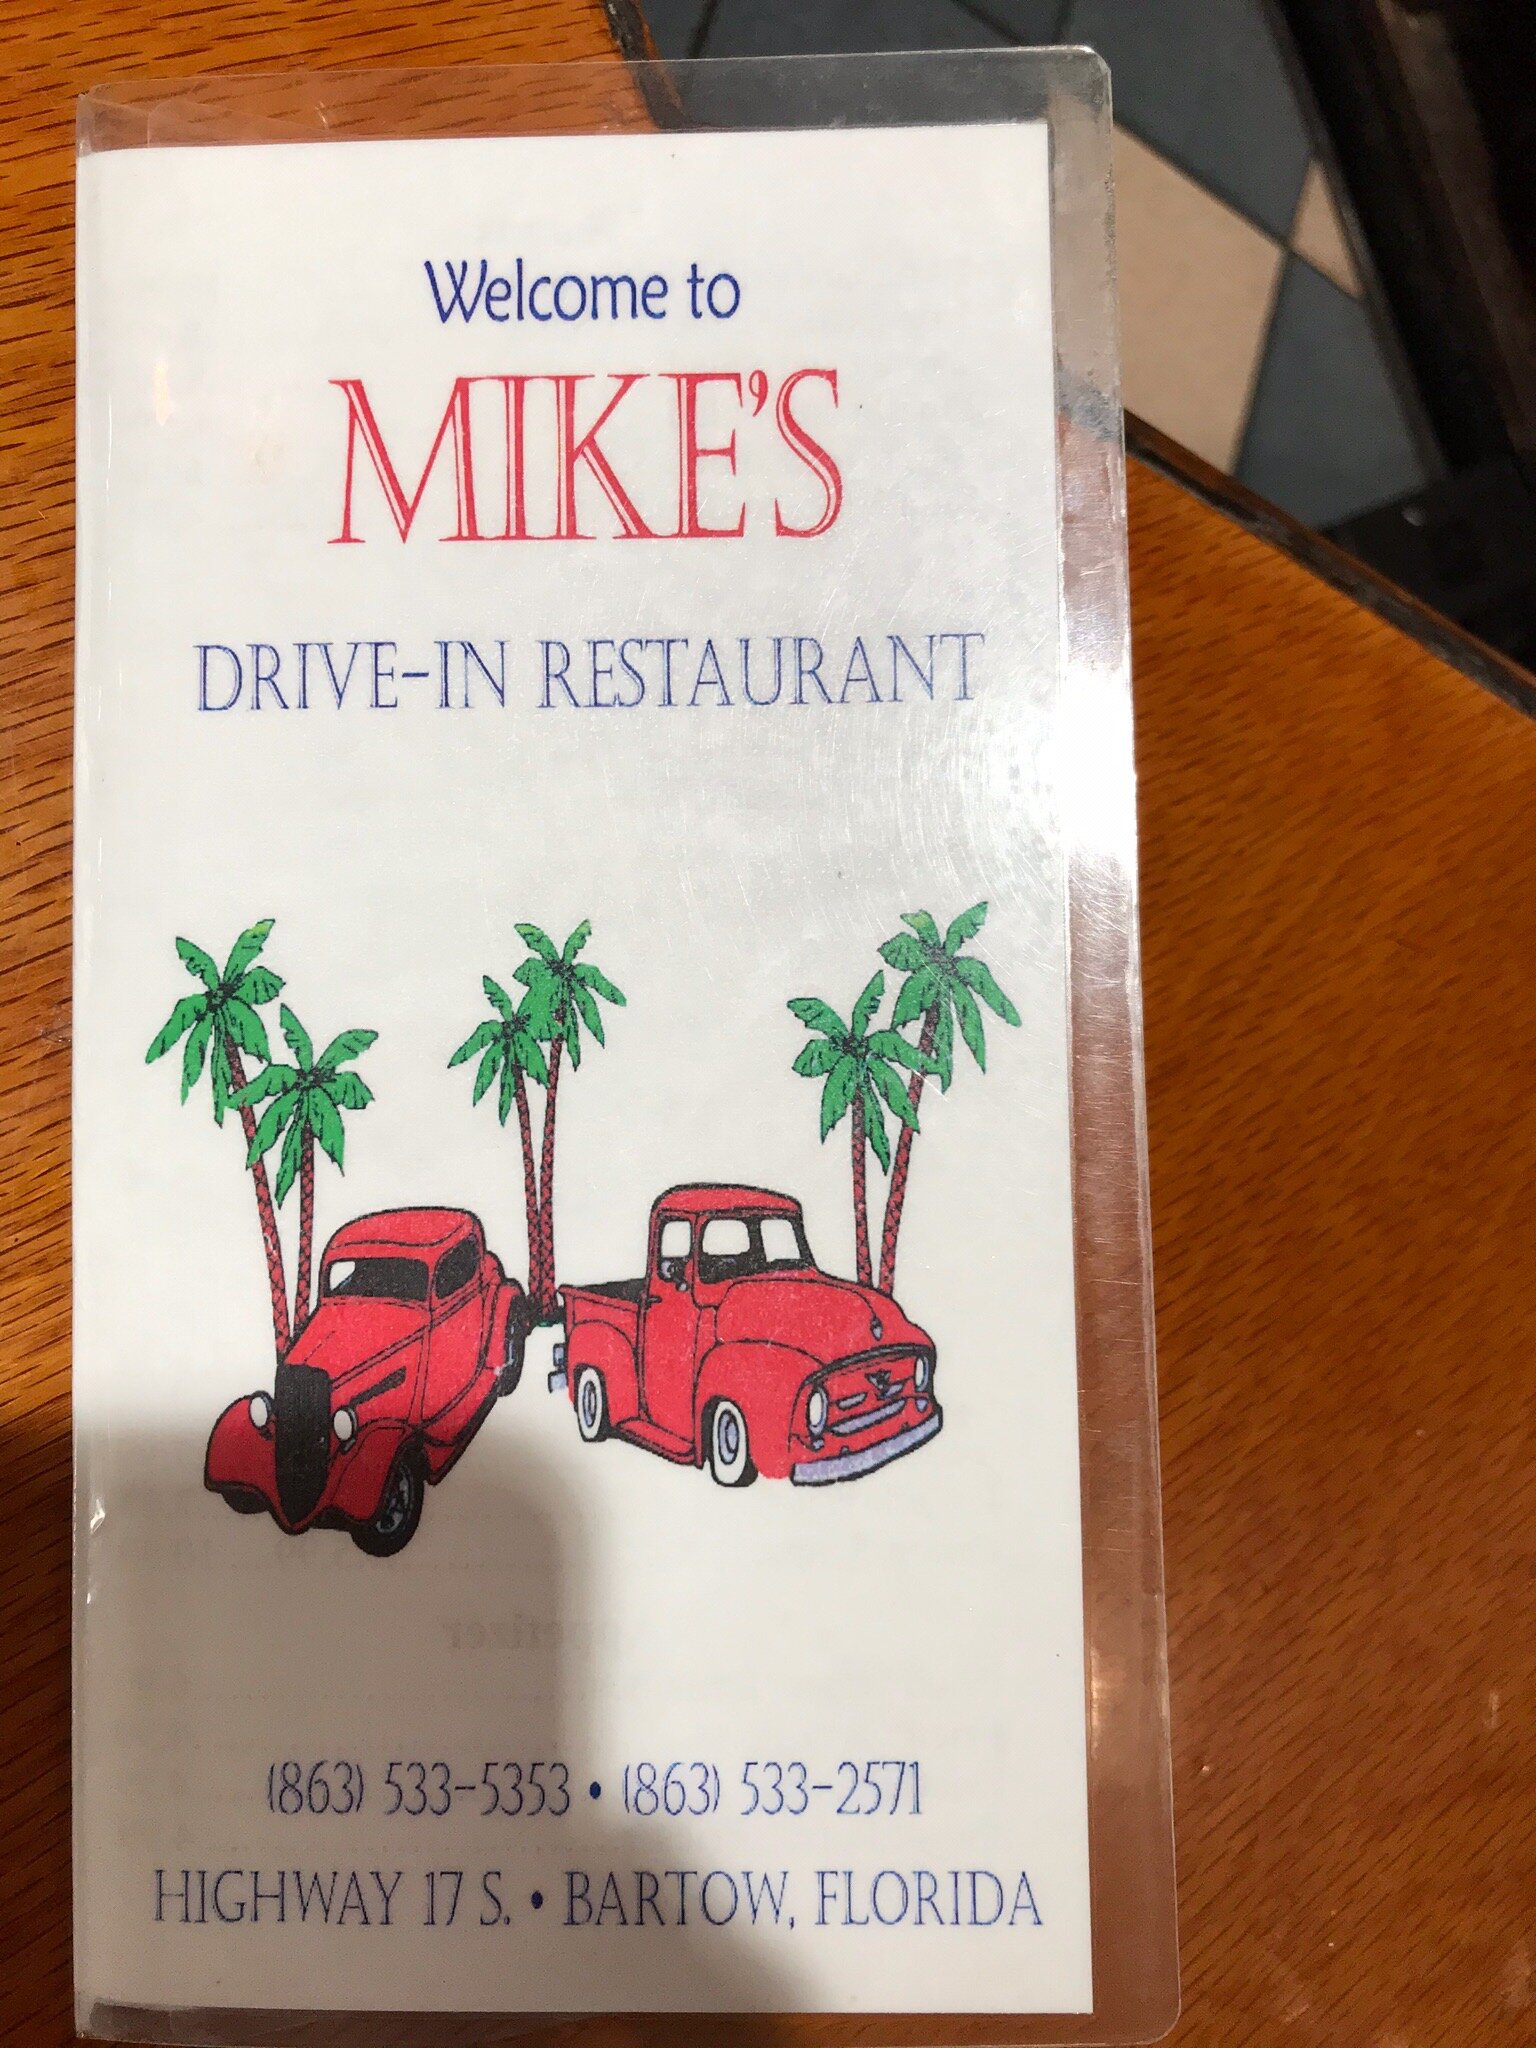 Welcome to
MIKE'S
DRIVE-IN RESTAURANT
(863) 533-5353 • (863) 533-2571
HIGHWAY 17 S. • BARTOW, FLORIDA